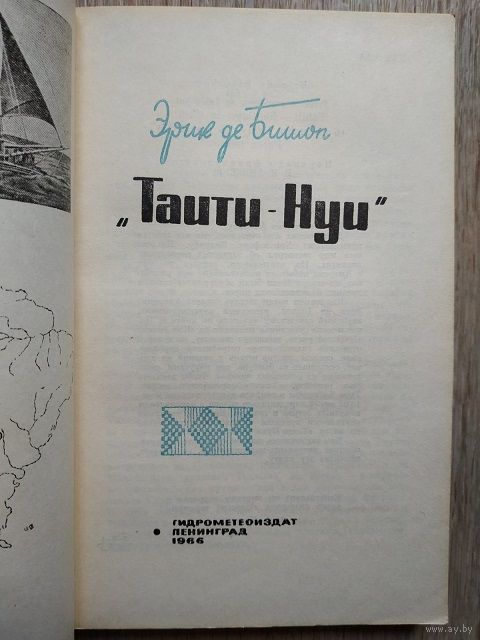 Эрик де Бишоп
„Таити-Нуи“
ГИДРОМЕТЕОИЗДАТ
• ЛЕНИНГРАД
1966
www.ay.by